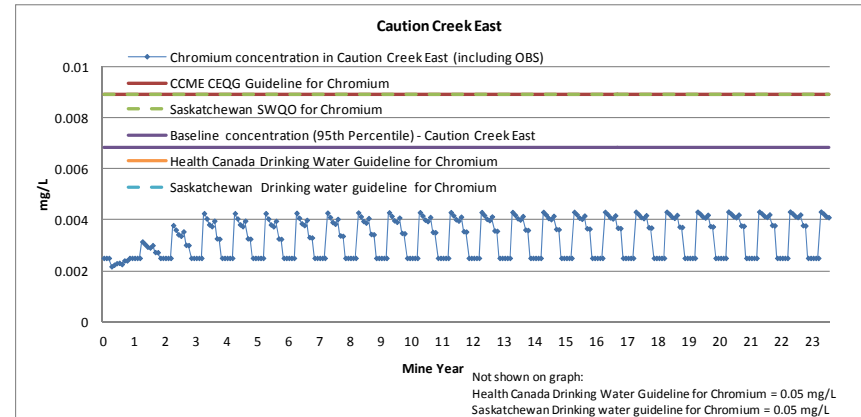 Caution Creek East
Chromium concentration in Caution Creek East (including OBS)
CCME CEQG Guideline for Chromium
Saskatchewan SWQO for Chromium
Baseline concentration (95th Percentile) - Caution Creek East
Health Canada Drinking Water Guideline for Chromium
Saskatchewan Drinking water guideline for Chromium
mg/L
0.01
0.008
0.006
0.004
0.002
0
0 1 2 3 4 5 6 7 8 9 10 11 12 13 14 15 16 17 18 19 20 21 22 23
Mine Year
Not shown on graph:
Health Canada Drinking Water Guideline for Chromium = 0.05 mg/L
Saskatchewan Drinking water guideline for Chromium = 0.05 mg/L